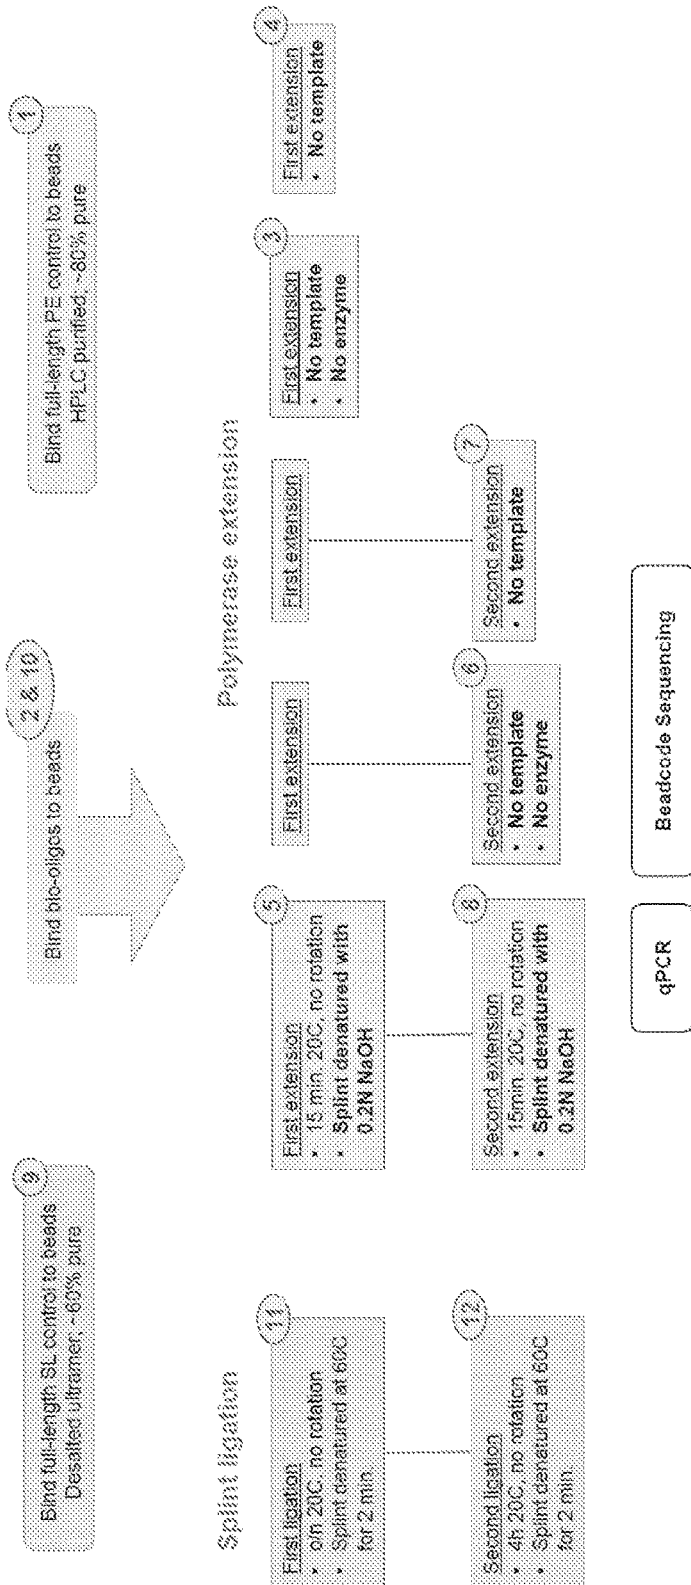 9
Bind full-length SL control to beads
Desalted ultramer; ~60% pure
2 & 10
Bind bio-oligos to beads
1
Bind full-length PE control to beads
HPLC purified; ~80% pure
Splint ligation
Polymerase extension
11
First ligation
• o/n 20C, no rotation
• Splint denatured at 60C
for 2 min.
5
First extension
• 15 min. 20C, no rotation
• Splint denatured with
0.2N NaOH
First extension
First extension
3
First extension
• No template
• No enzyme
4
First extension
• No template
12
Second ligation
• 4h 20C, no rotation
• Splint denatured at 60C
for 2 min.
8
Second extension
• 15min. 20C, no rotation
• Splint denatured with
0.2N NaOH
6
Second extension
• No template
• No enzyme
7
Second extension
• No template
qPCR
Beadcode Sequencing